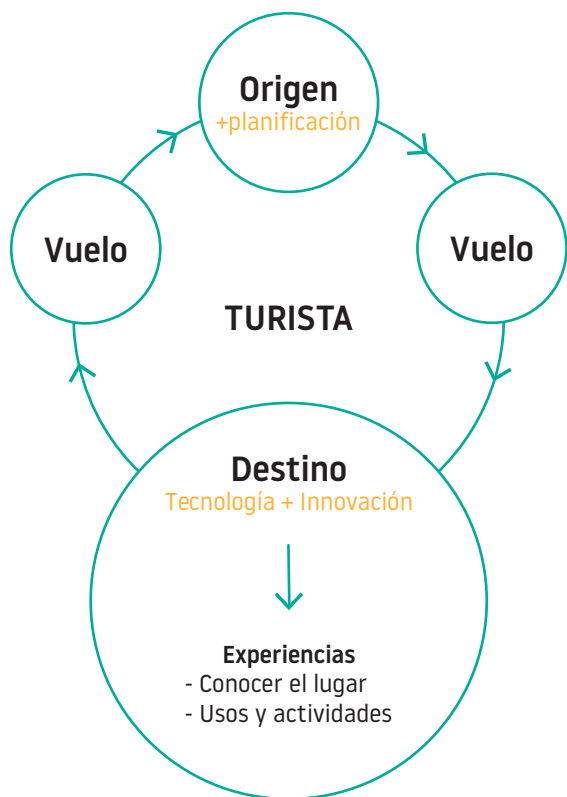 Origen
+planificación
Vuelo
Vuelo
TURISTA
Destino
Tecnología + Innovación
Experiencias
- Conocer el lugar
- Usos y actividades